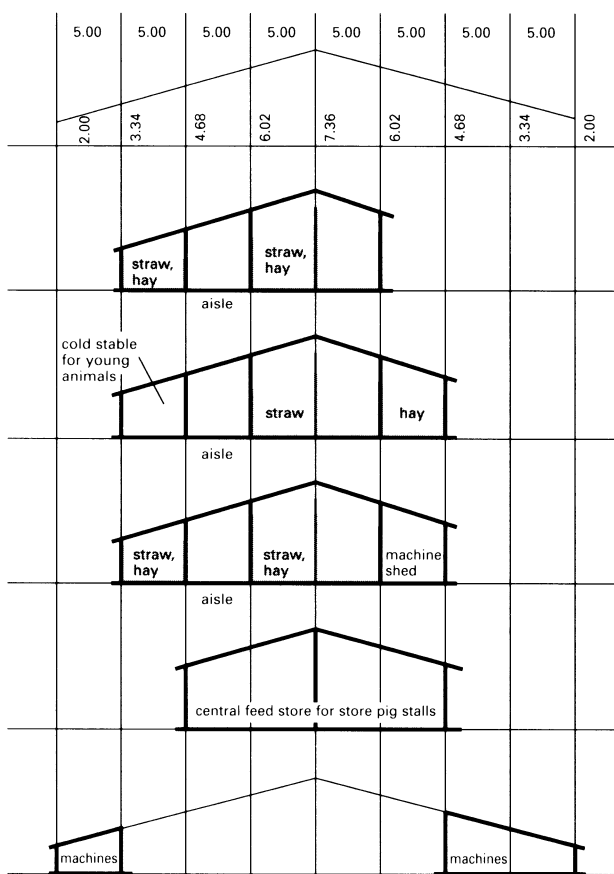 5.00 5.00 5.00 5.00 5.00 5.00 5.00 5.00
2.00 3.34 4.68 6.02 7.36 6.02 4.68 3.34 2.00
straw, straw,
hay hay
aisle
cold stable
for young
animals
straw hay
aisle
straw, straw, machine
hay hay shed
aisle
central feed store for store pig stalls
machines machines